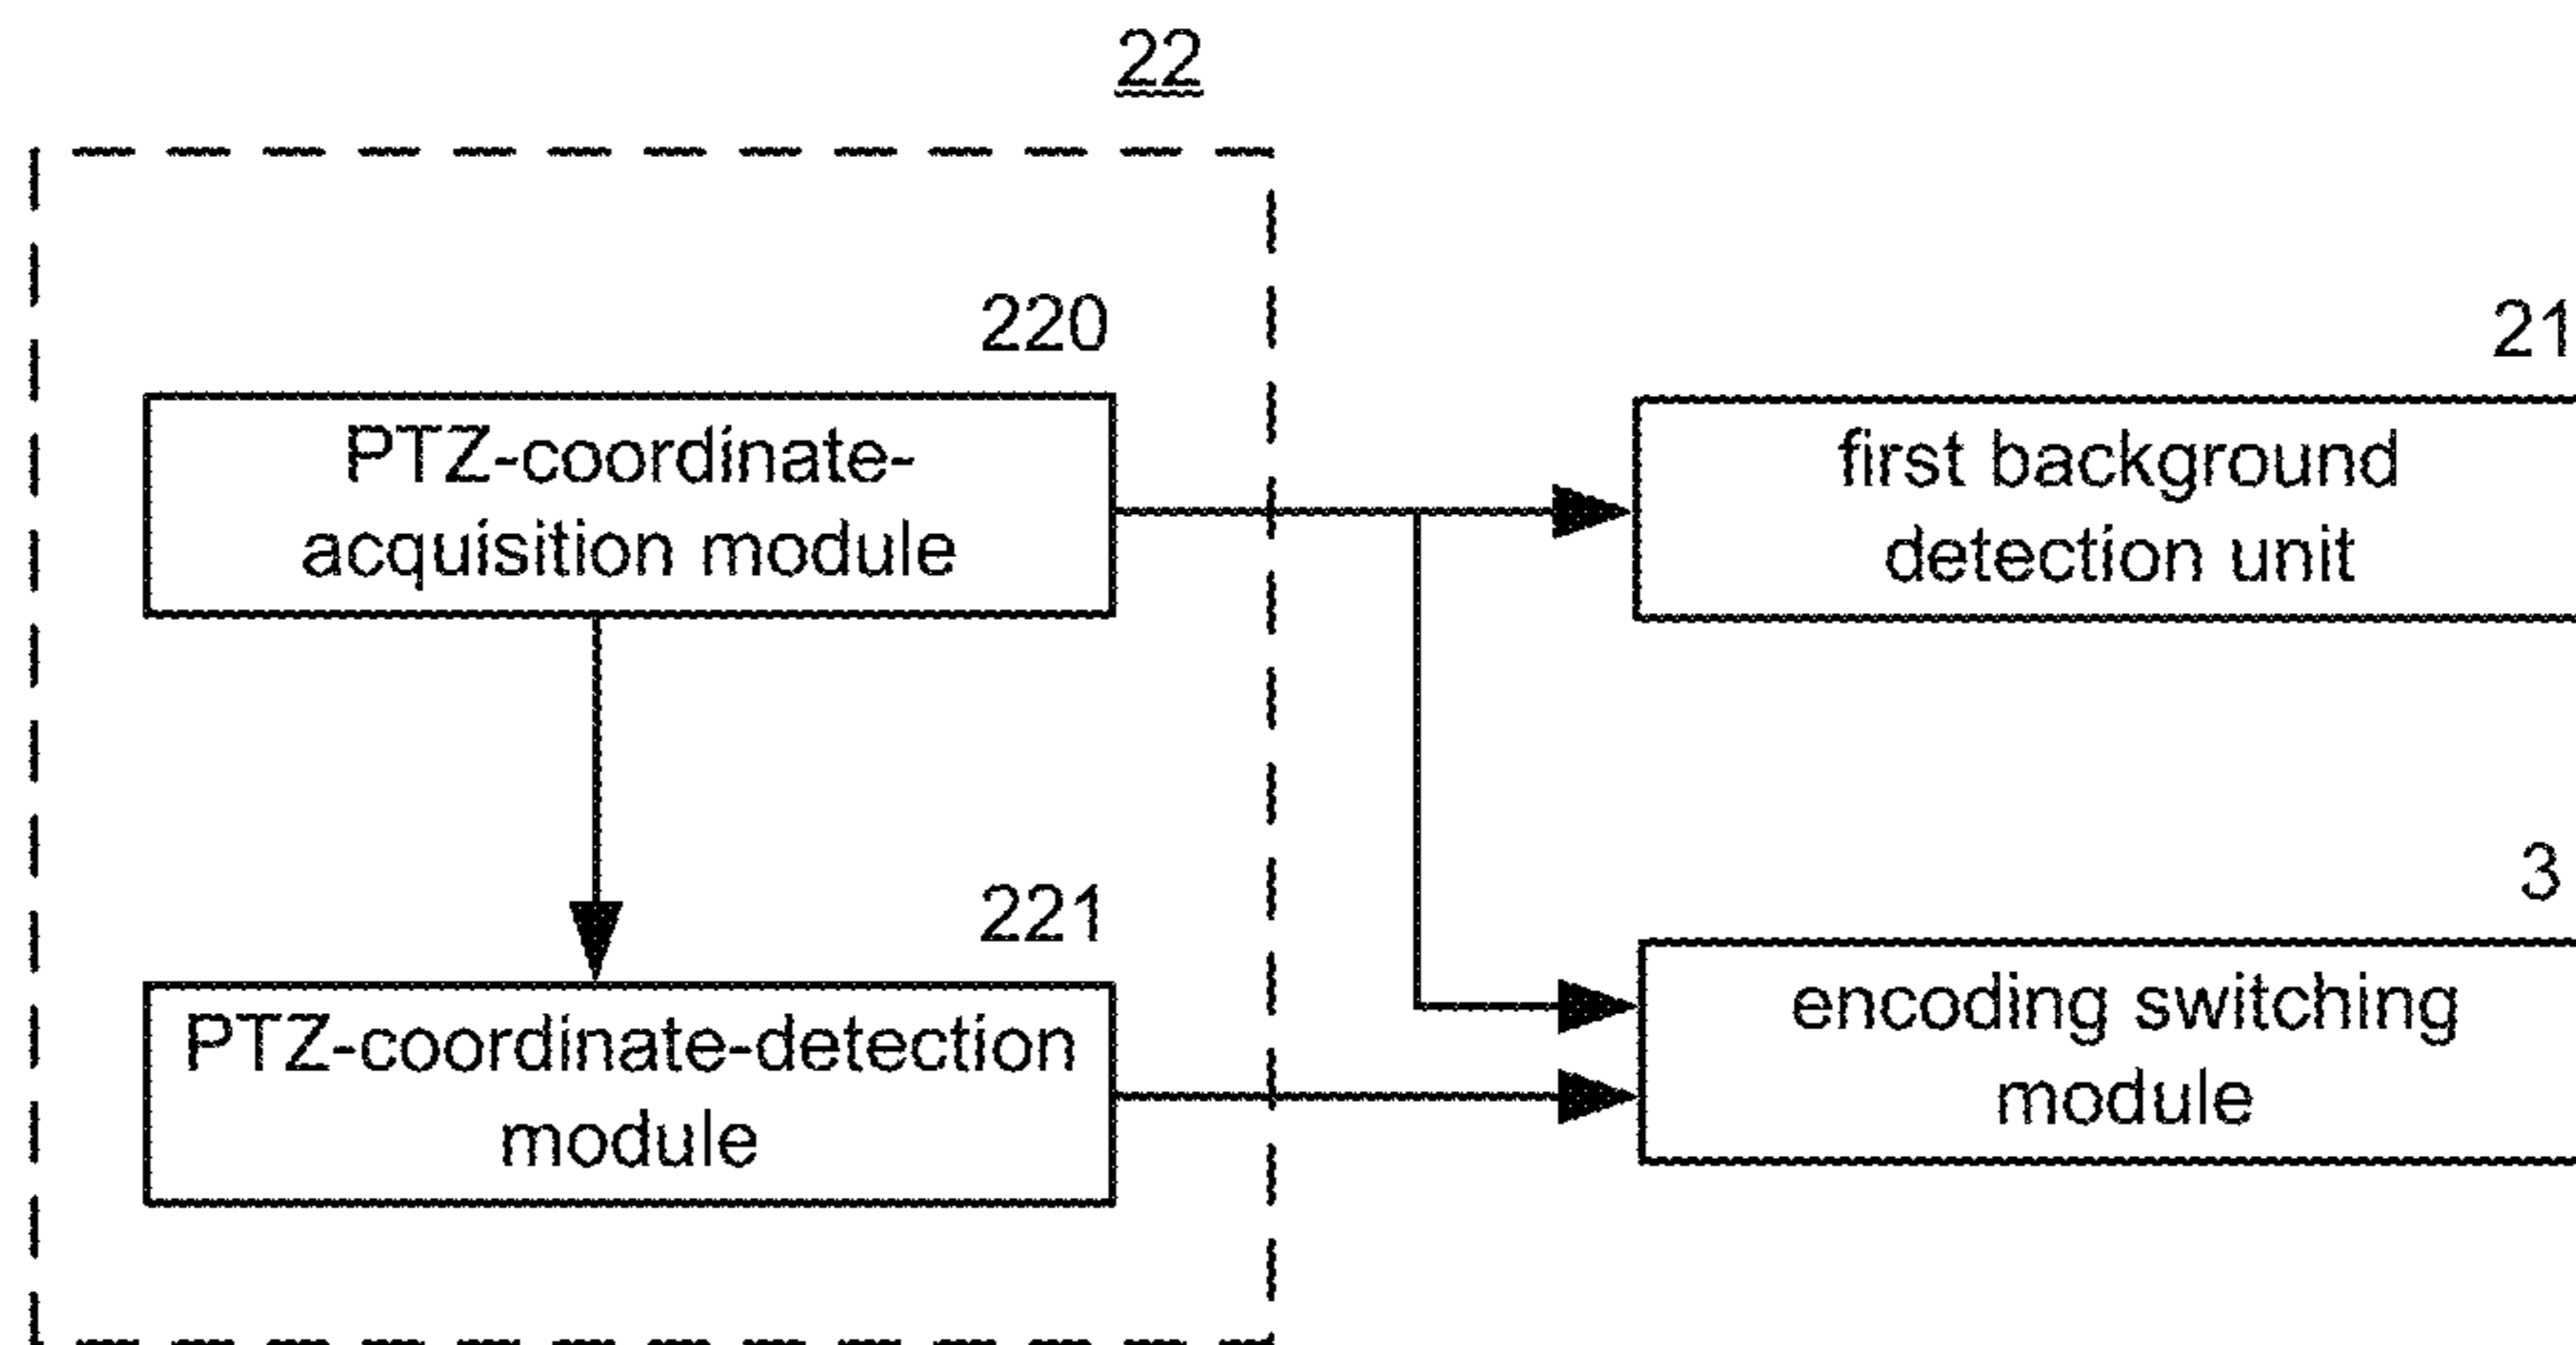 22
220
PTZ-coordinate-
acquisition module
21
first background
detection unit
221
PTZ-coordinate-detection
module
3
encoding switching
module